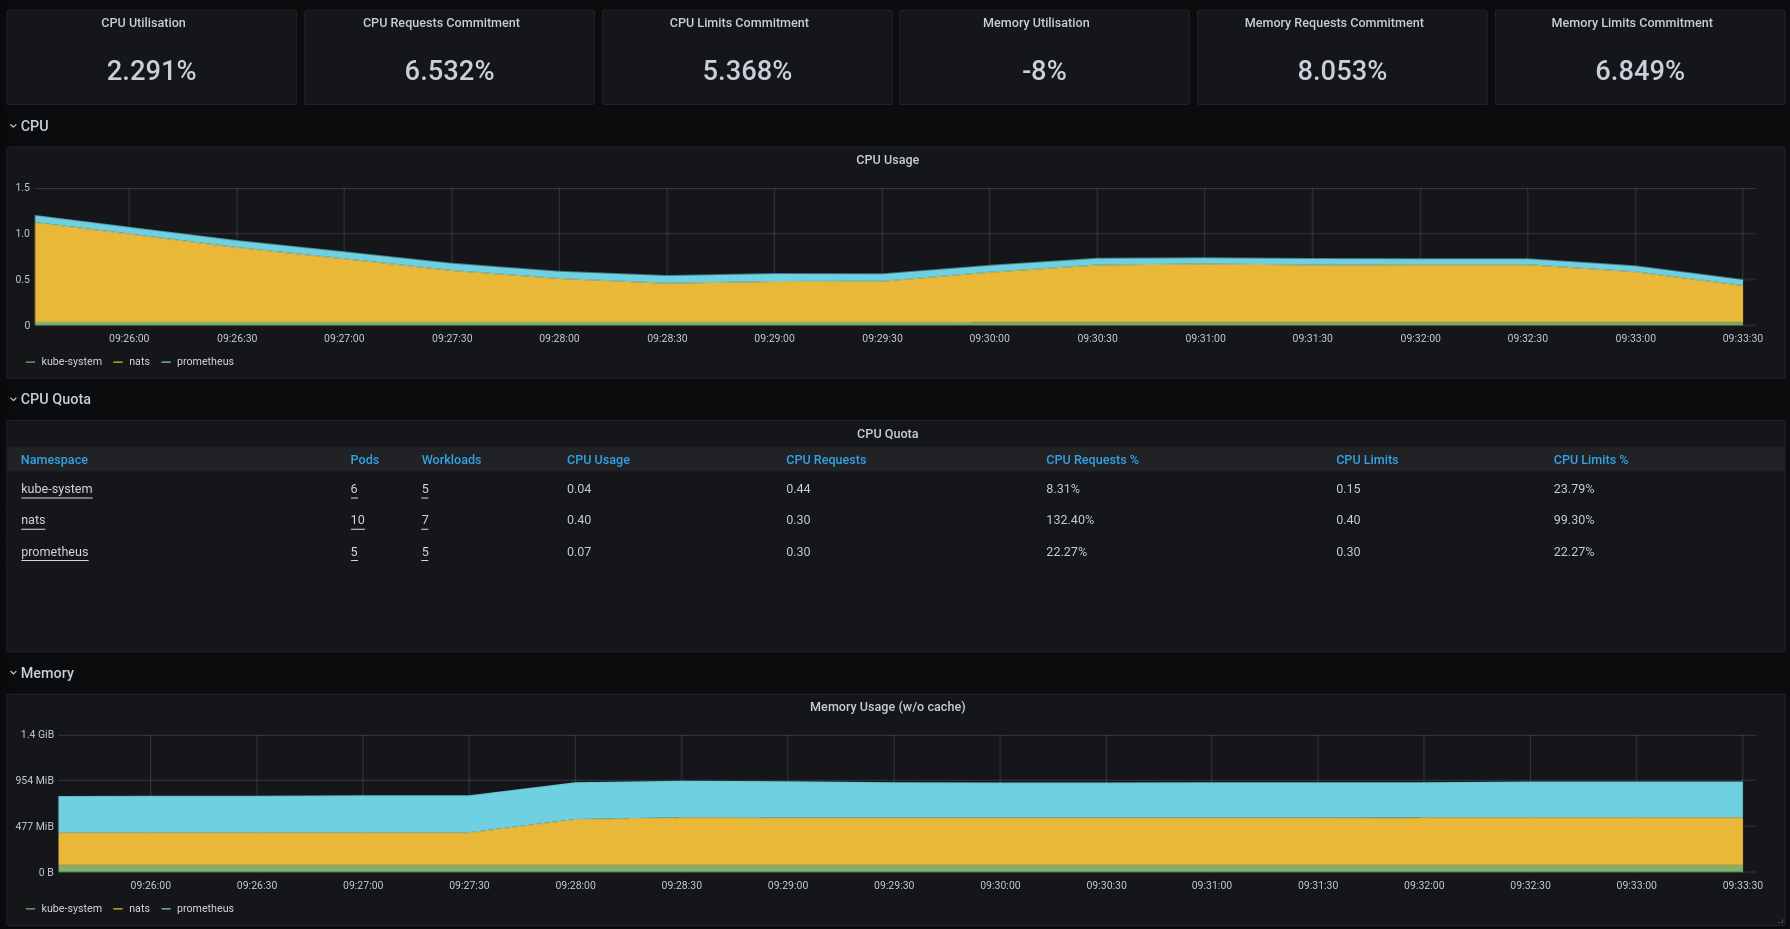 CPU Utilisation CPU Requests Commitment CPU Limits Commitment Memory Utilisation Memory Requests Commitment Memory Limits Commitment
2.291% 6.532% 5.368% -8% 8.053% 6.849%
CPU
CPU Usage
1.5
1.0
0.5
0
09:26:00 09:26:30 09:27:00 09:27:30 09:28:00 09:28:30 09:29:00 09:29:30 09:30:00 09:30:30 09:31:00 09:31:30 09:32:00 09:32:30 09:33:00 09:33:30
kube-system nats prometheus
CPU Quota
CPU Quota
Namespace Pods Workloads CPU Usage CPU Requests CPU Requests % CPU Limits CPU Limits %
kube-system 6 5 0.04 0.44 8.31% 0.15 23.79%
nats 10 7 0.40 0.30 132.40% 0.40 99.30%
prometheus 5 5 0.07 0.30 22.27% 0.30 22.27%
Memory
Memory Usage (w/o cache)
1.4 GiB
954 MiB
477 MiB
0 B
09:26:00 09:26:30 09:27:00 09:27:30 09:28:00 09:28:30 09:29:00 09:29:30 09:30:00 09:30:30 09:31:00 09:31:30 09:32:00 09:32:30 09:33:00 09:33:30
kube-system nats prometheus